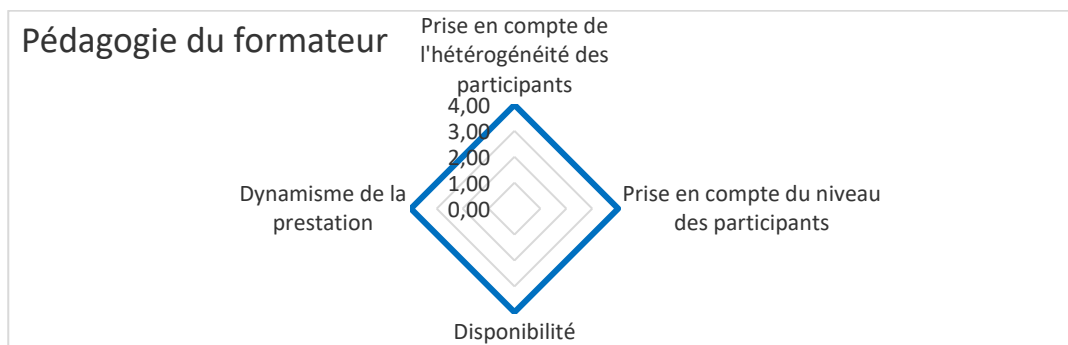 Pédagogie du formateur
Prise en compte de
l'hétérogénéité des
participants
4,00
3,00
2,00
1,00
0,00
Dynamisme de la
prestation
Prise en compte du niveau
des participants
Disponibilité